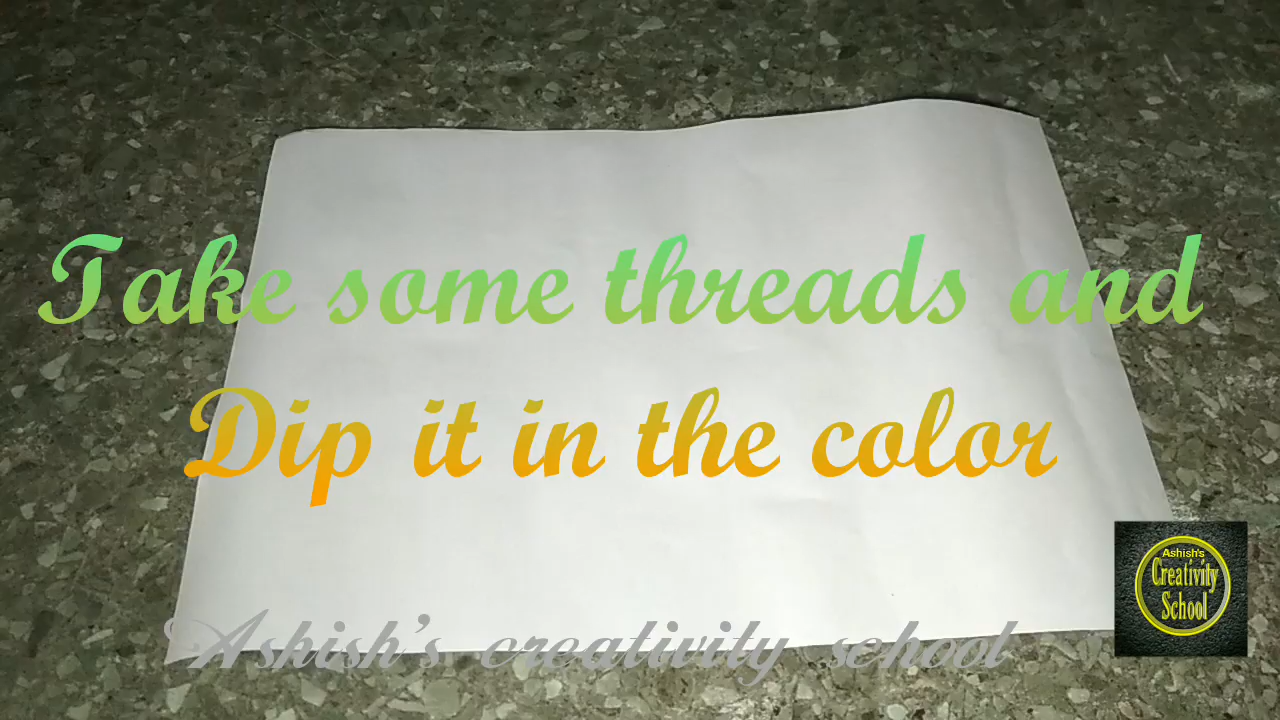 Take some threads and
Dip it in the color
Ashish's
Creativity
School
Ashish's creativity school